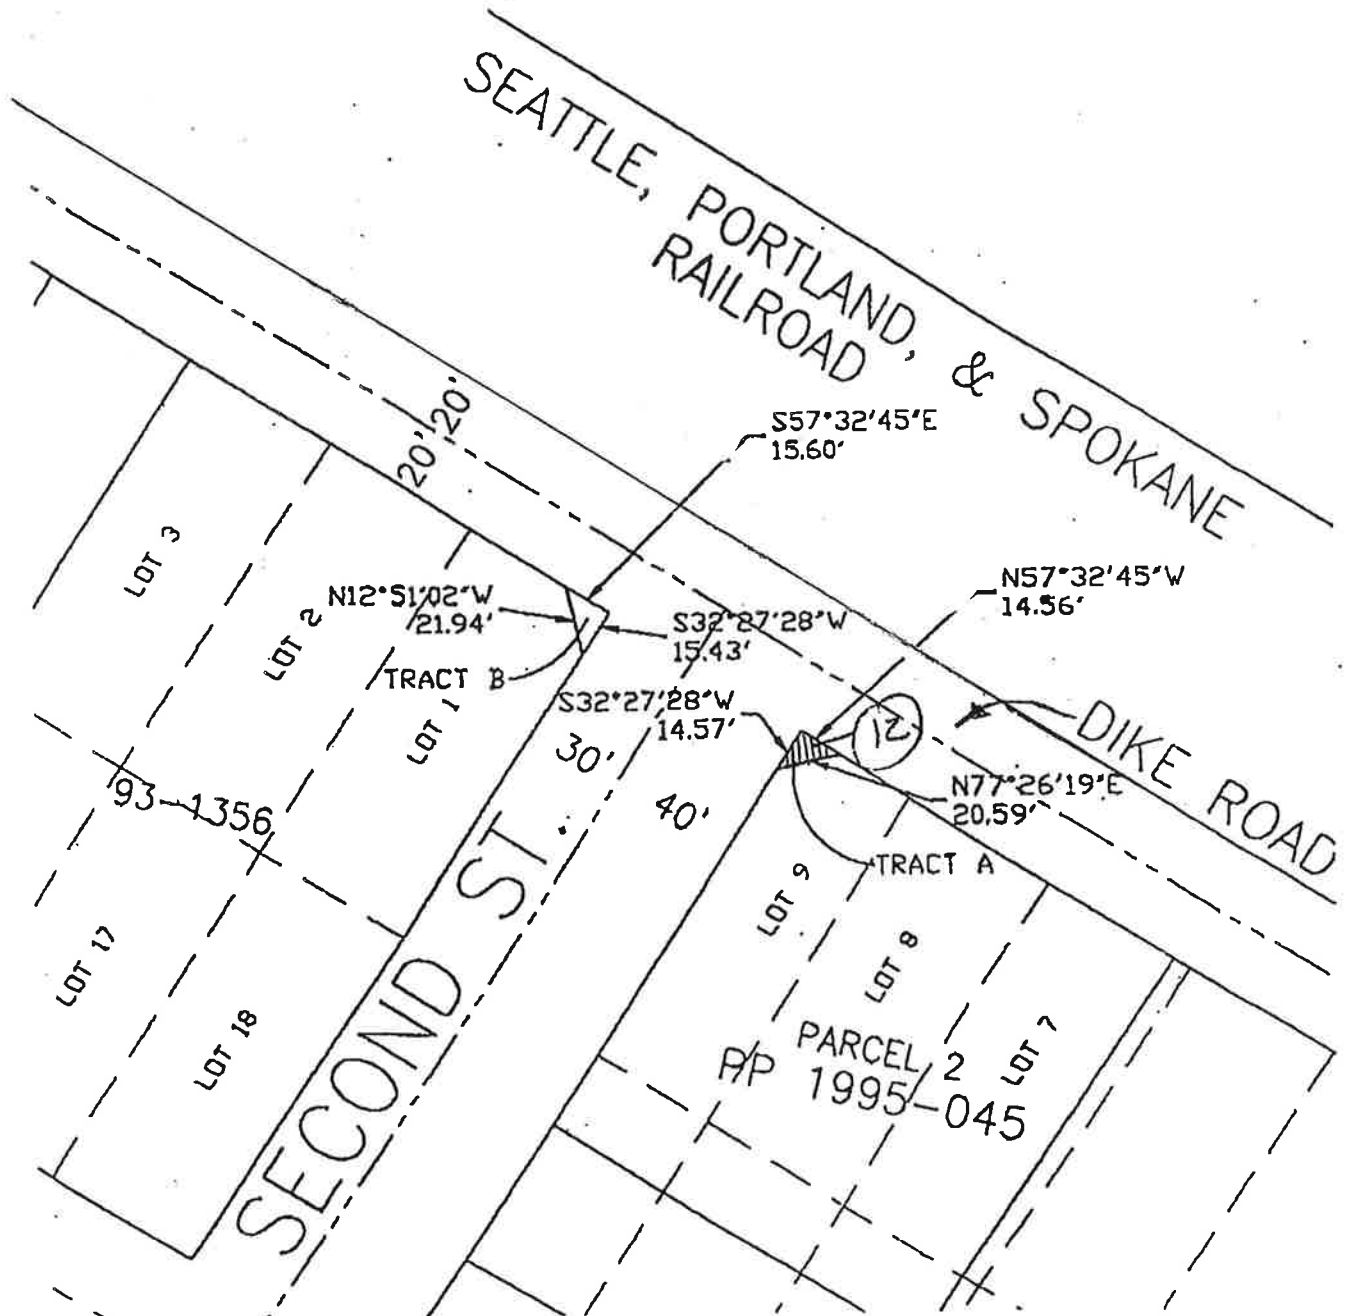 SEATTLE, PORTLAND, & SPOKANE
RAILROAD
20' 20'
S57°32'45"E
15.60'
N57°32'45"W
14.56'
LOT 3
LOT 2
LOT 1
N12°51'02"W
21.94'
S32°27'28"W
15.43'
TRACT B
S32°27'28"W
14.57'
12
DIKE ROAD
30'
40'
N77°26'19"E
20.59'
TRACT A
93-1356
SECOND ST.
LOT 9
LOT 8
LOT 7
LOT 17
LOT 18
PARCEL 2
P/P 1995-045